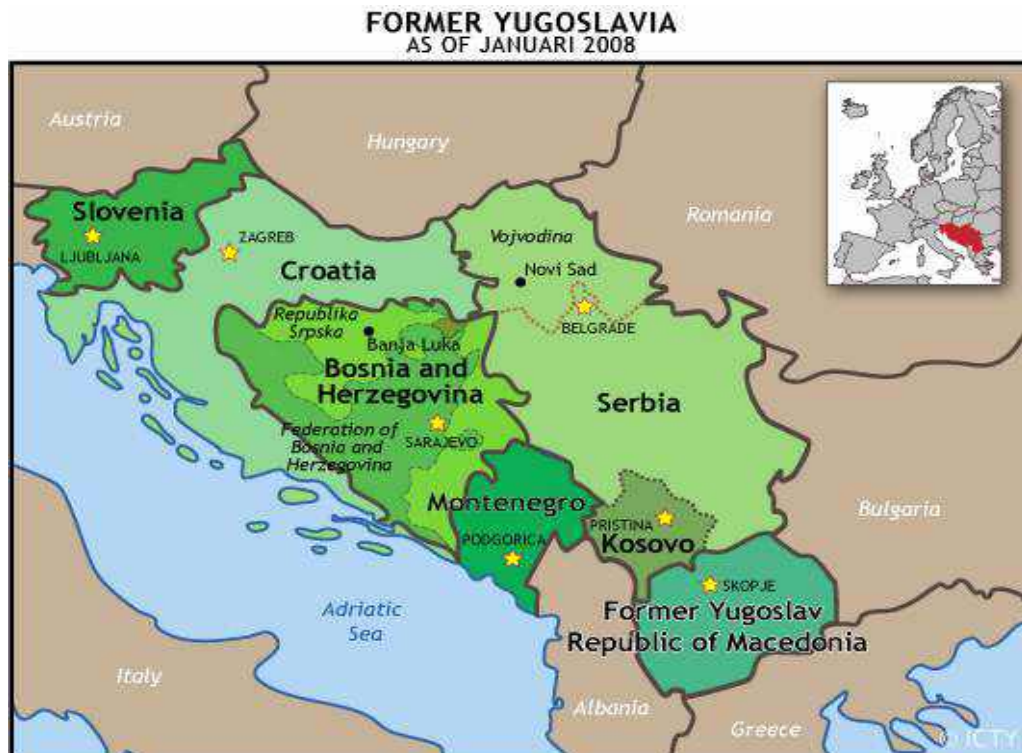 FORMER YUGOSLAVIA
AS OF JANUARI 2008
Austria
Hungary
Romania
Slovenia
LJUBLJANA
ZAGREB
Croatia
Vojvodina
Novi Sad
BELGRADE
Republika
Srpska
Banja Luka
Bosnia and
Herzegovina
Serbia
Federation of
Bosnia and
Herzegovina
SARAJEVO
Montenegro
PODGORICA
PRISTINA
Kosovo
Bulgaria
SKOPJE
Former Yugoslav
Republic of Macedonia
Adriatic
Sea
Italy
Albania
Greece
© ICTY